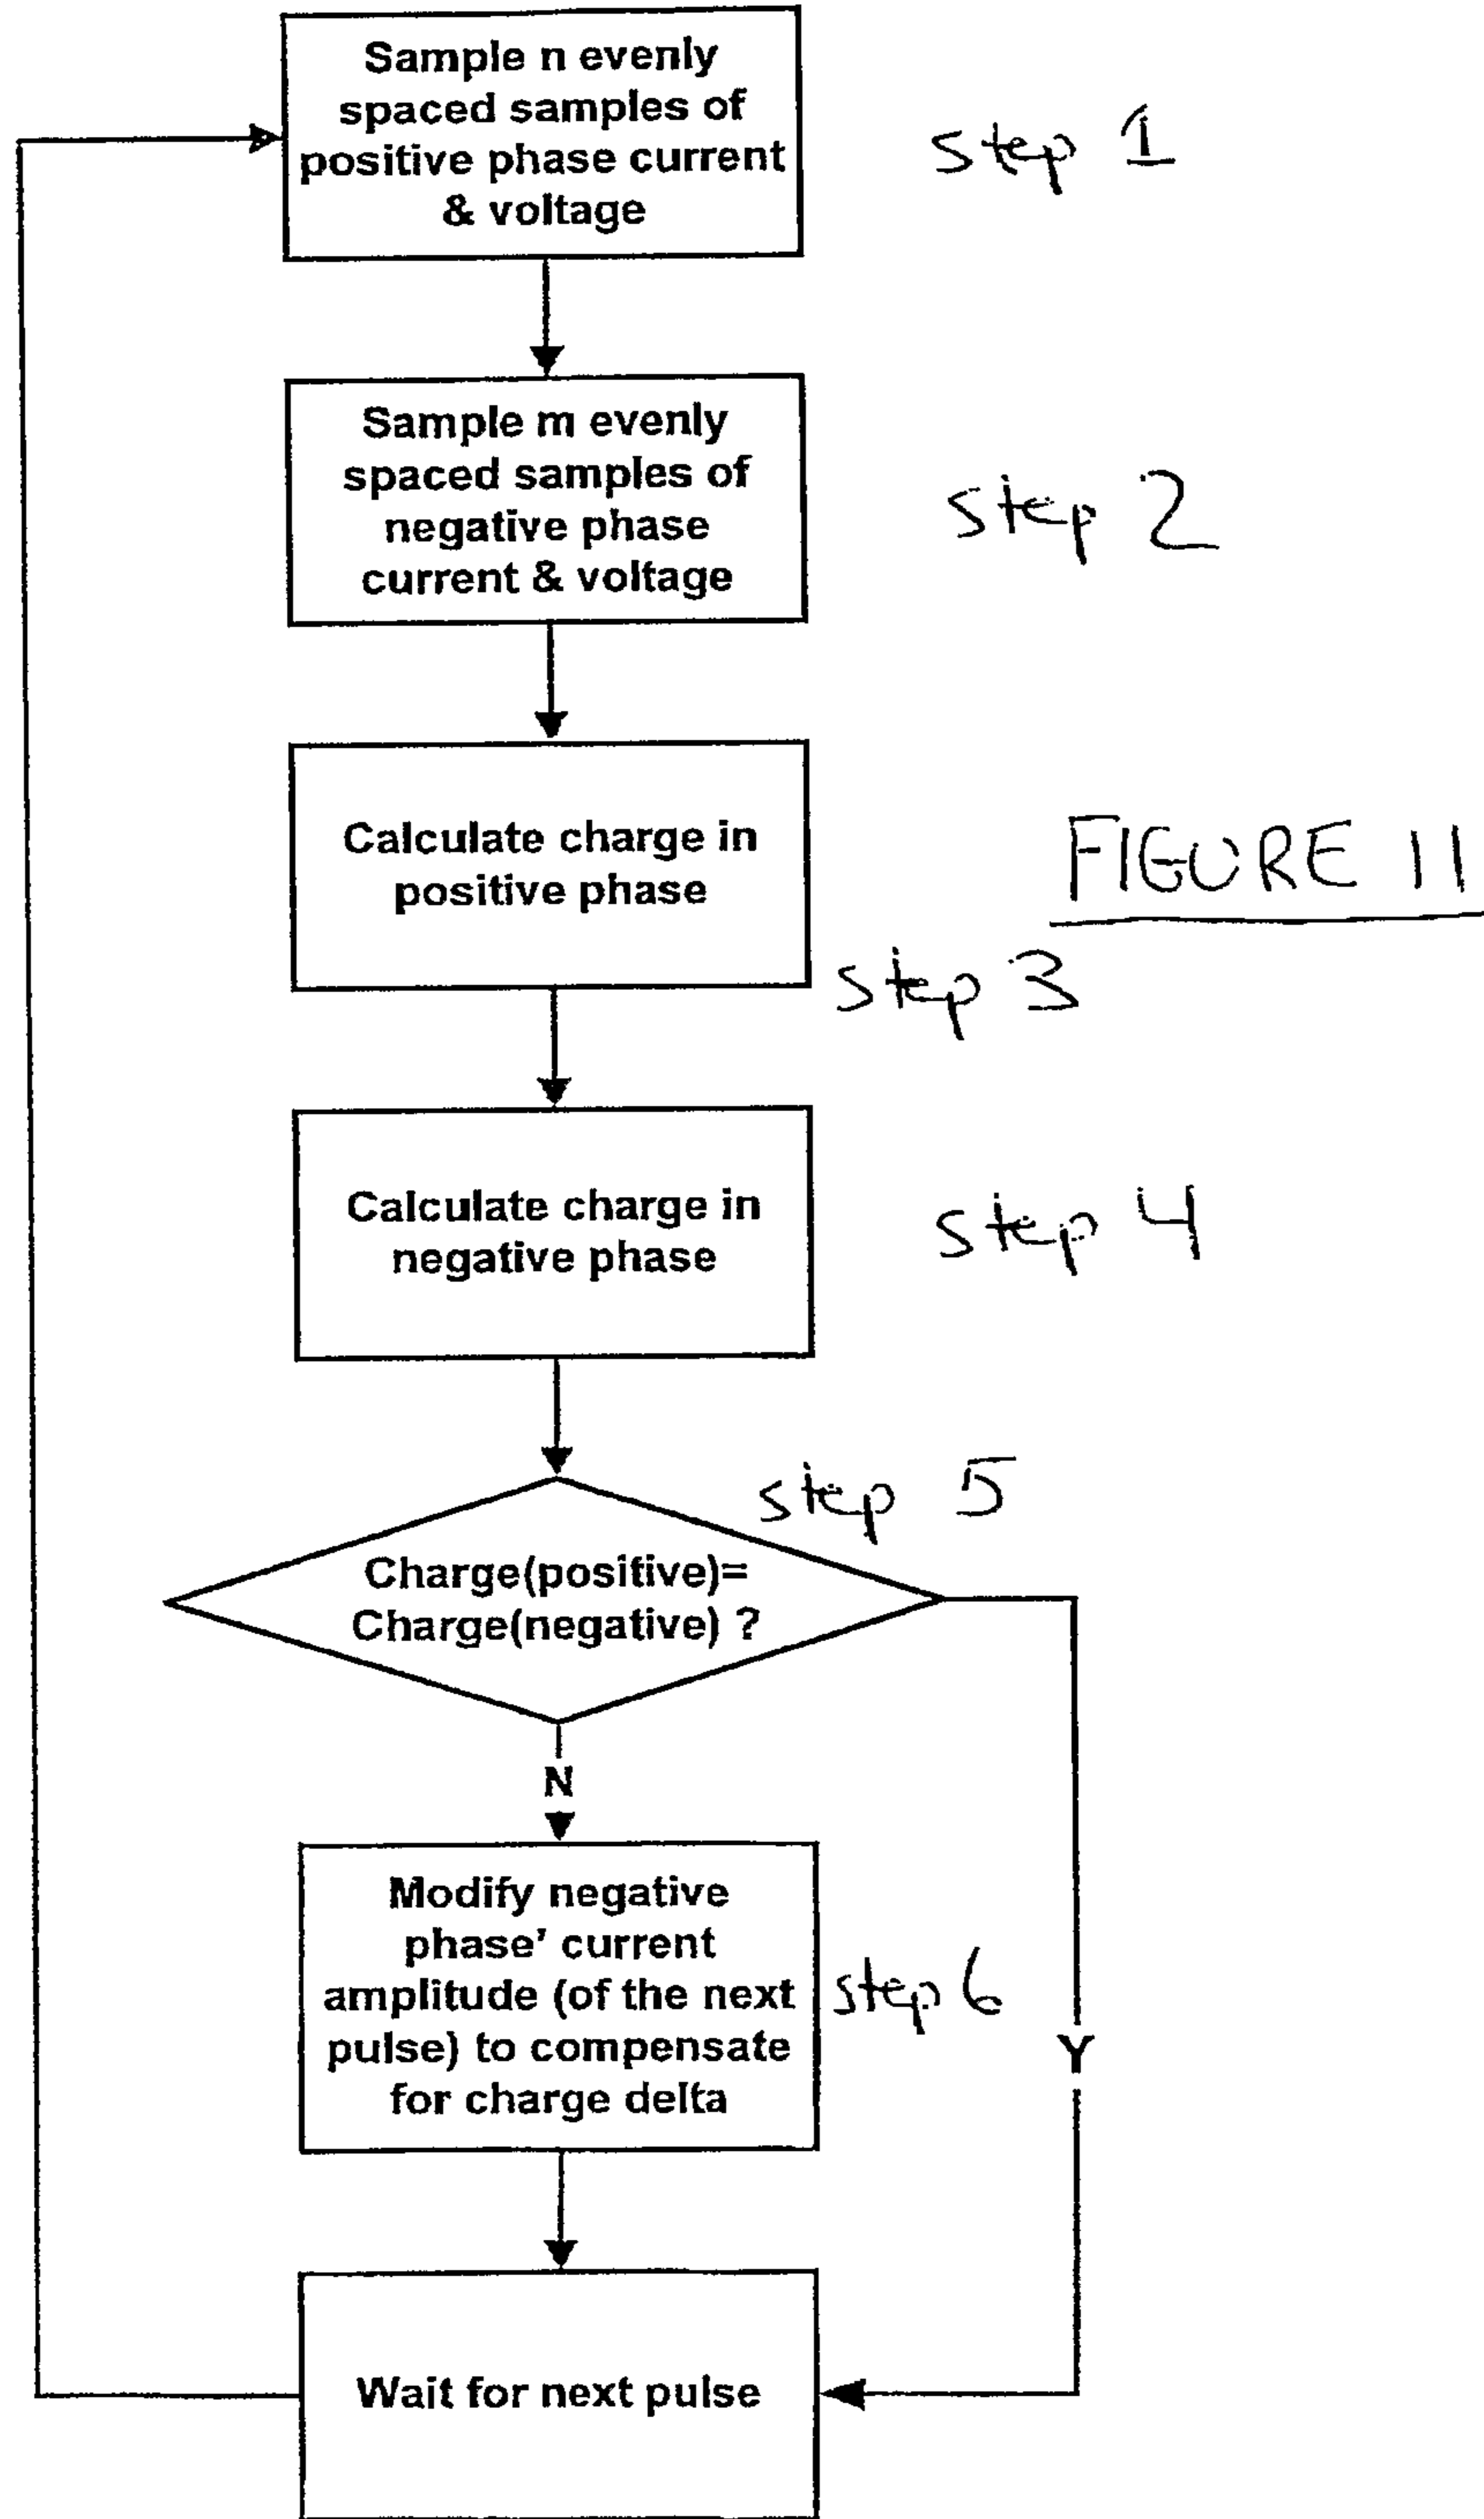 Sample n evenly
spaced samples of
positive phase current
& voltage
step 1
Sample m evenly
spaced samples of
negative phase
current & voltage
step 2
Calculate charge in
positive phase
FIGURE 11
step 3
Calculate charge in
negative phase
step 4
step 5
Charge(positive)=
Charge(negative) ?
N
Modify negative
phase' current
amplitude (of the next
pulse) to compensate
for charge delta
step 6
Y
Wait for next pulse